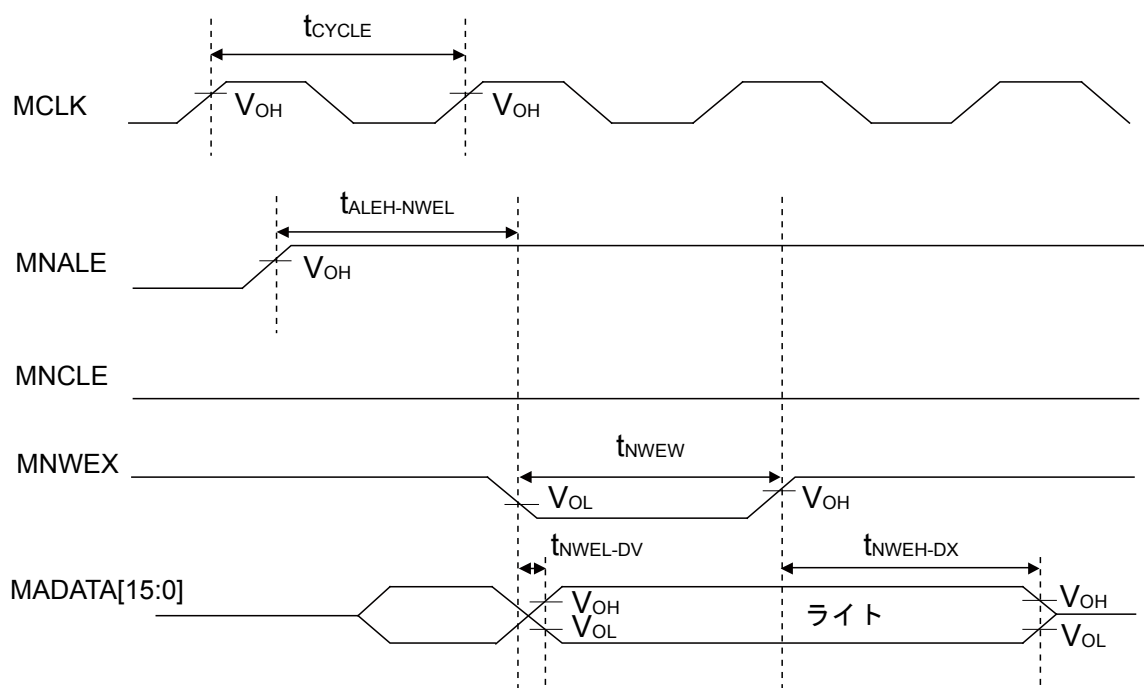 tCYCLE
MCLK
VOH
VOH
tALEH-NWEL
MNALE
VOH
MNCLE
tNWEW
MNWEX
VOL
VOH
tNWEL-DV
tNWEH-DX
MADATA[15:0]
VOH
VOL
ライト
VOH
VOL